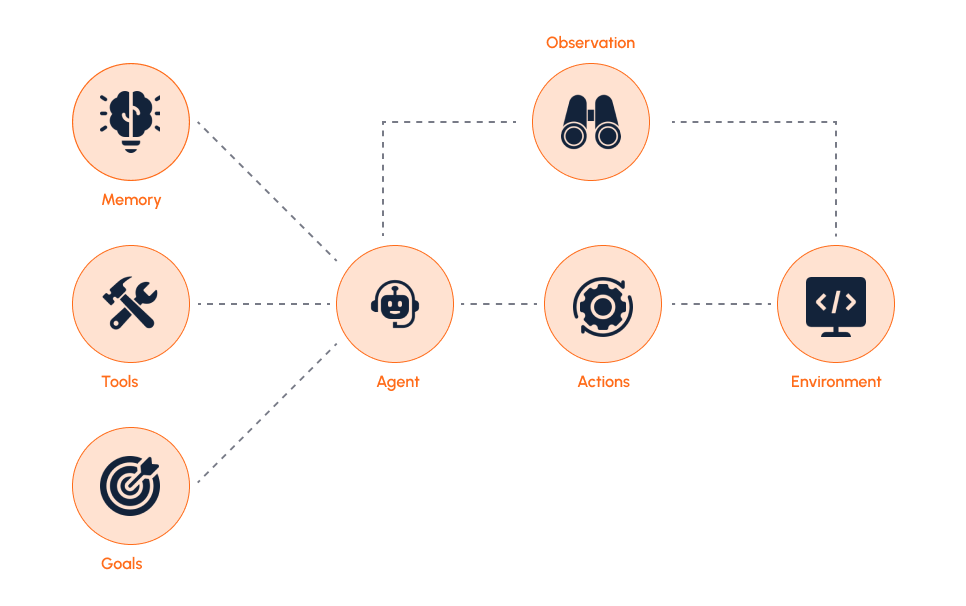 Observation
Memory
Tools
Agent
Actions
Environment
Goals